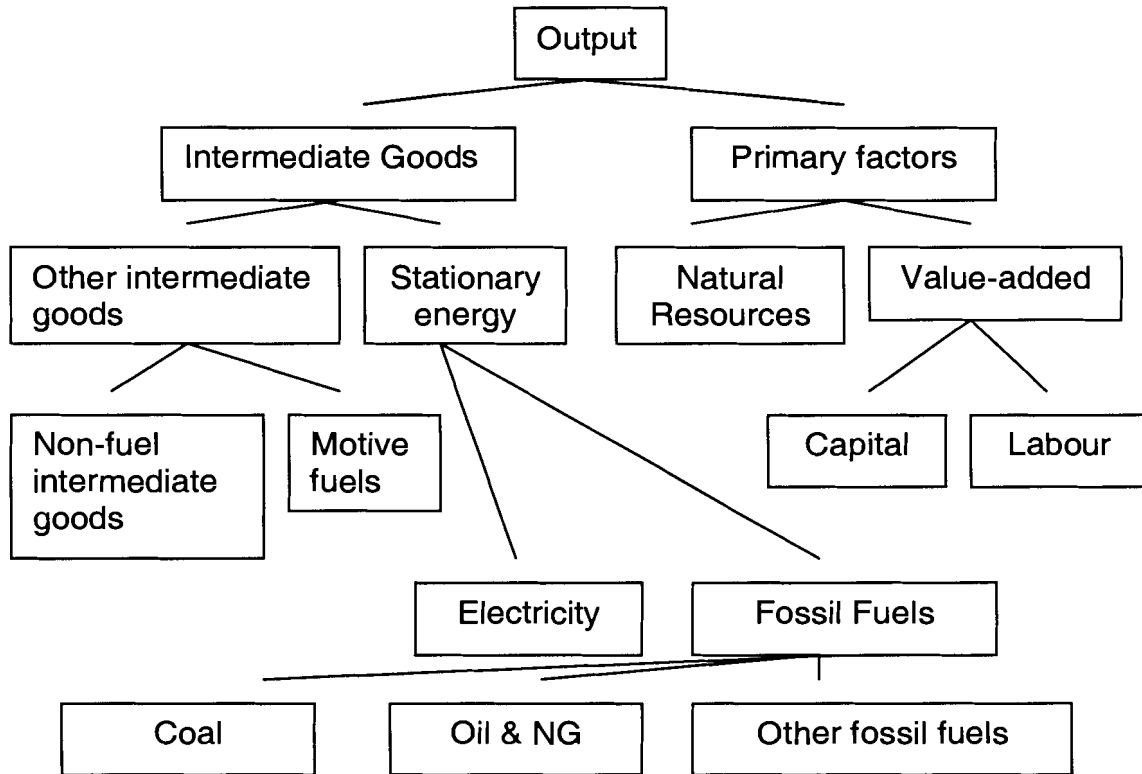 Output
Intermediate Goods
Primary factors
Other intermediate
goods
Stationary
energy
Natural
Resources
Value-added
Non-fuel
intermediate
goods
Motive
fuels
Capital
Labour
Electricity
Fossil Fuels
Coal
Oil & NG
Other fossil fuels